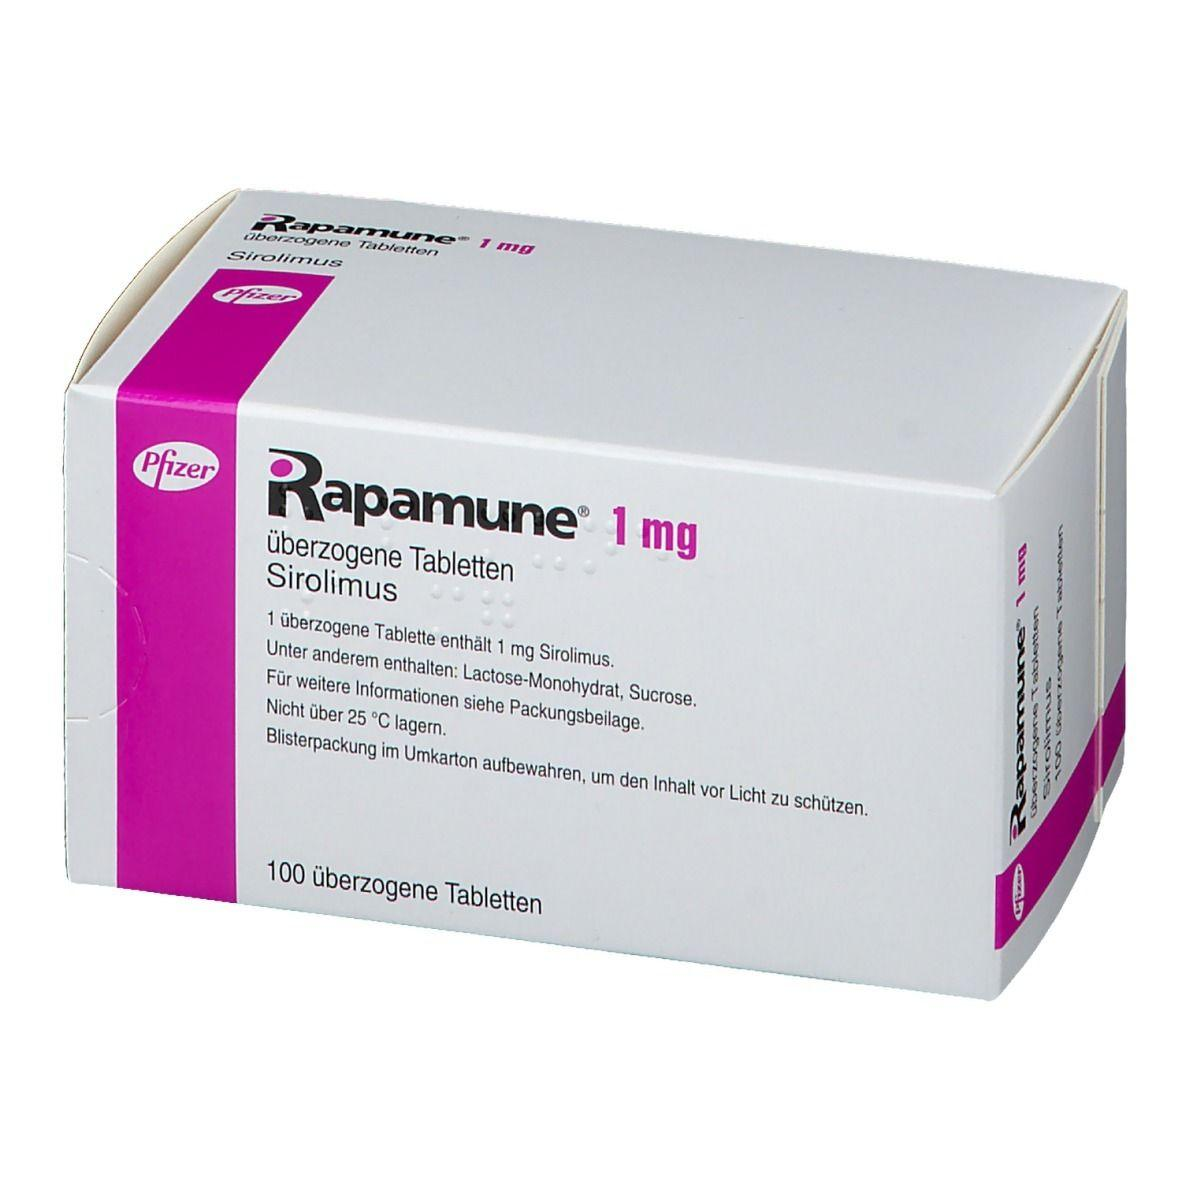 Rapamune® 1 mg
überzogene Tabletten
Sirolimus
Pfizer
Pfizer
Rapamune® 1 mg
überzogene Tabletten
Sirolimus
1 überzogene Tablette enthält 1 mg Sirolimus.
Unter anderem enthalten: Lactose-Monohydrat, Sucrose.
Für weitere Informationen siehe Packungsbeilage.
Nicht über 25 °C lagern.
Blisterpackung im Umkarton aufbewahren, um den Inhalt vor Licht zu schützen.
100 überzogene Tabletten
Rapamune® 1 mg
überzogene Tabletten
Sirolimus
100 überzogene Tabletten
Pfizer